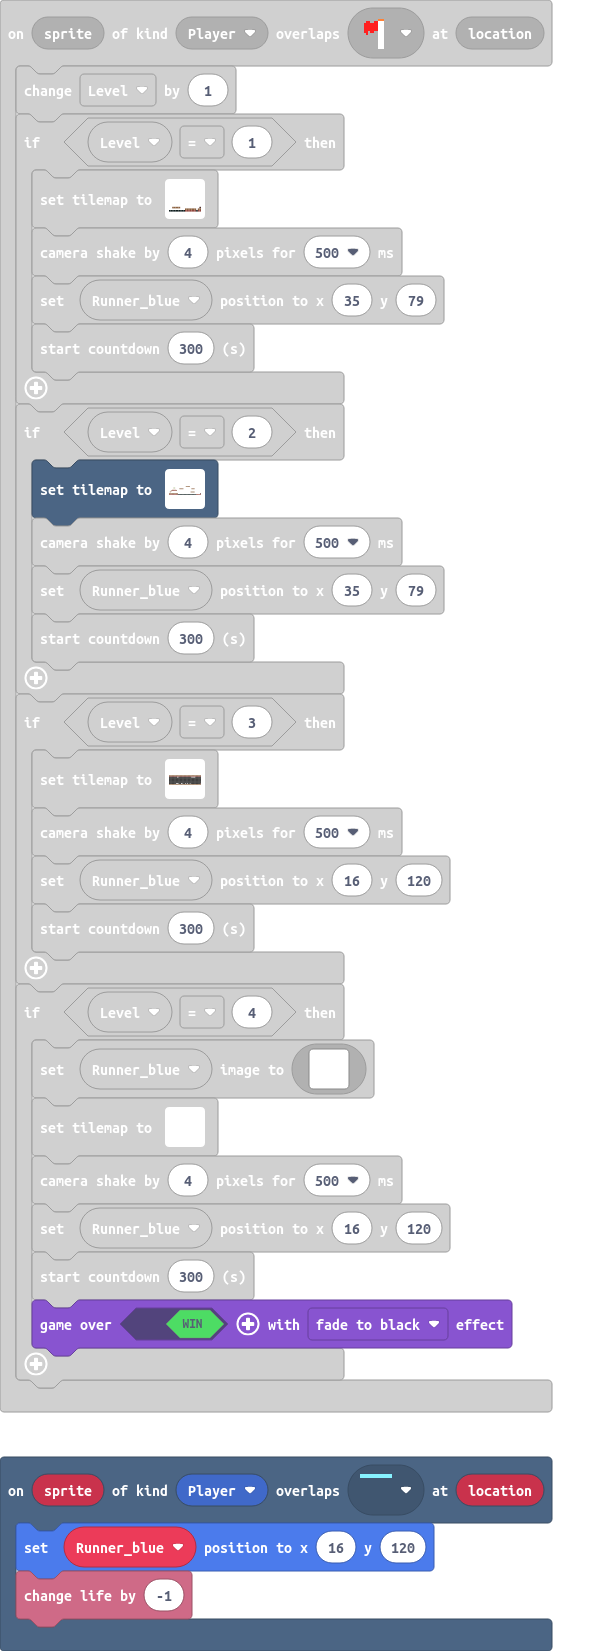 on sprite of kind Player overlaps at location
change Level by 1
if Level = 1 then
set tilemap to
camera shake by 4 pixels for 500 ms
set Runner_blue position to x 35 y 79
start countdown 300 (s)
if Level = 2 then
set tilemap to
camera shake by 4 pixels for 500 ms
set Runner_blue position to x 35 y 79
start countdown 300 (s)
if Level = 3 then
set tilemap to
camera shake by 4 pixels for 500 ms
set Runner_blue position to x 16 y 120
start countdown 300 (s)
if Level = 4 then
set Runner_blue image to
set tilemap to
camera shake by 4 pixels for 500 ms
set Runner_blue position to x 16 y 120
start countdown 300 (s)
game over WIN with fade to black effect
on sprite of kind Player overlaps at location
set Runner_blue position to x 16 y 120
change life by -1